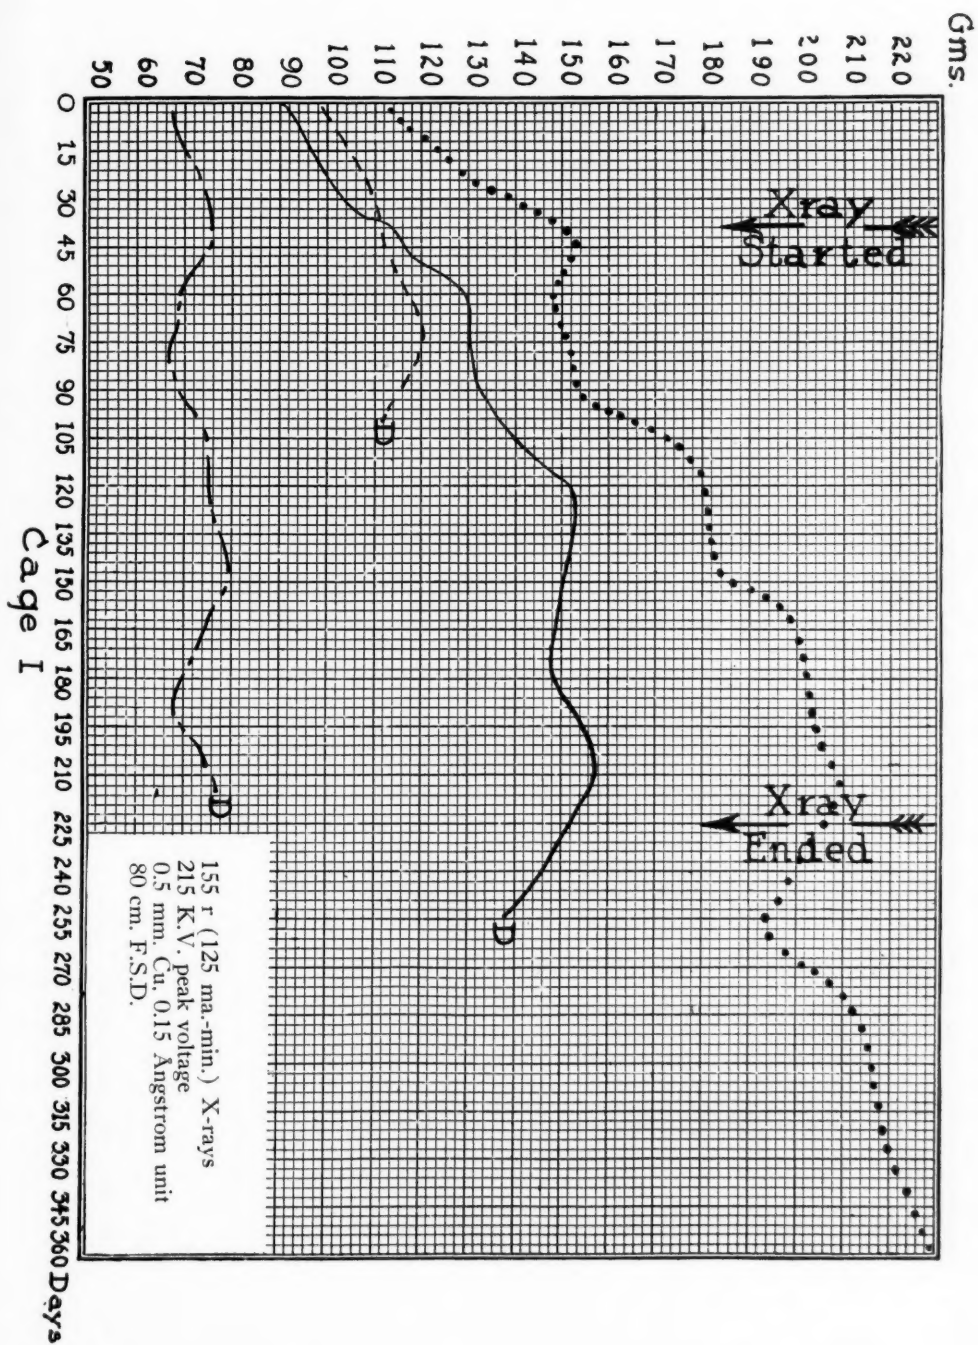 Gms.
220
210
200
190
180
170
160
150
140
130
120
110
100
90
80
70
60
50
Xray
Started
Xray
Ended
D
D
D
155 r (125 ma.-min.) X-rays
215 K.V. peak voltage
0.5 mm. Cu, 0.15 Ångstrom unit
80 cm. F.S.D.
0 15 30 45 60 75 90 105 120 135 150 165 180 195 210 225 240 255 270 285 300 315 330 345 360 Days
Cage I